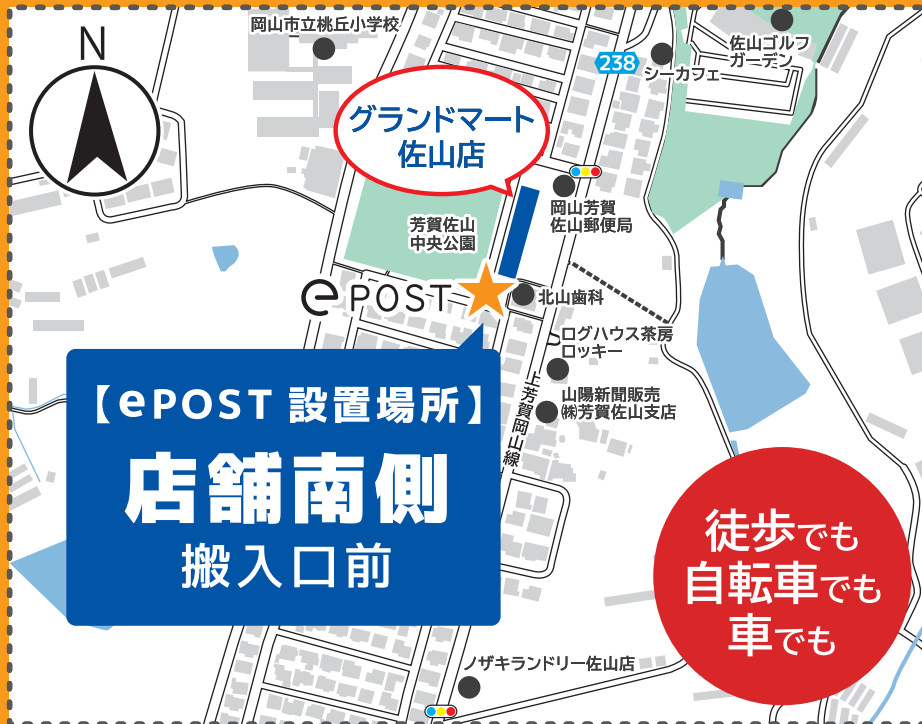 岡山市立桃丘小学校
N
238
シーカフェ
佐山ゴルフ
ガーデン
グランドマート
佐山店
岡山芳賀
佐山郵便局
芳賀佐山
中央公園
ePOST
北山歯科
ログハウス茶房
ロッキー
山陽新聞販売
㈱芳賀佐山支店
上芳賀岡山線
【ePOST 設置場所】
店舗南側
搬入口前
徒歩でも
自転車でも
車でも
ノザキランドリー佐山店